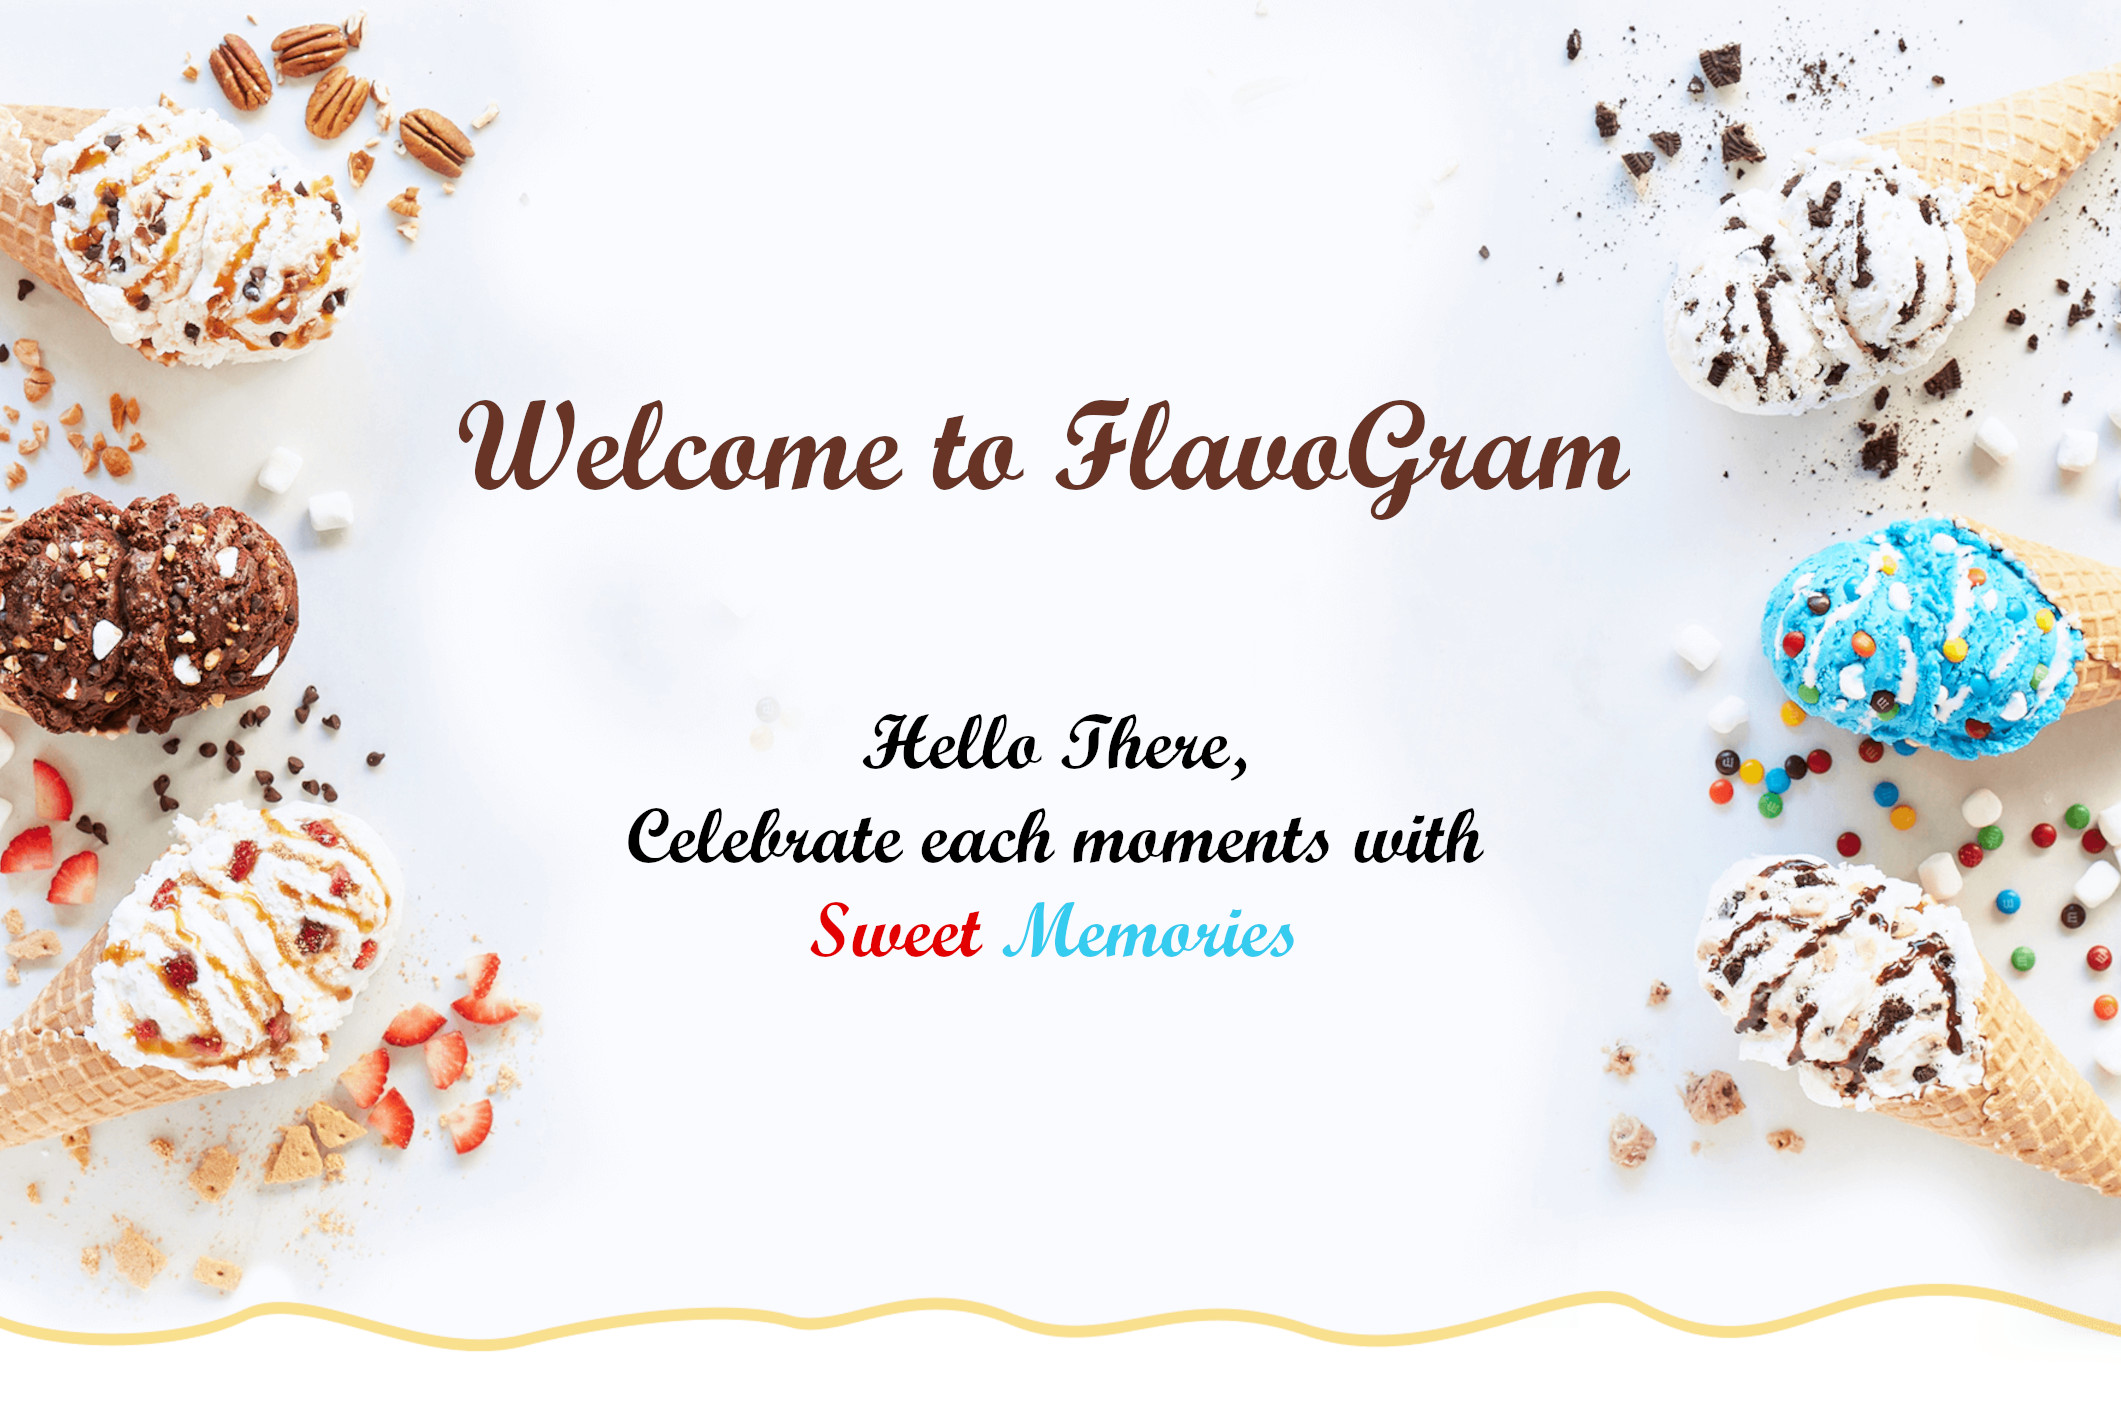 Welcome to FlavoGram
Hello There,
Celebrate each moments with
Sweet Memories